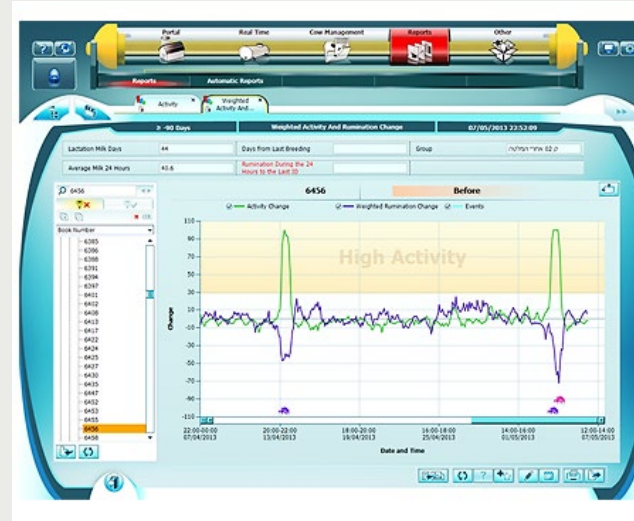 Portal Real Time Cow Management Reports Other
Reports Automatic Reports
Activity Weighted Activity And...
≥ -90 Days Weighted Activity And Rumination Change 07/05/2013 22:52:09
Lactation Milk Days 44 Days from Last Breeding Group
Average Milk 24 Hours 40.6 Rumination During the 24 Hours to the Last ID
6456
6456 Before
Activity Change Weighted Rumination Change Events
Book Number
6385
6386
6388
6391
6394
6397
6401
6402
6408
6413
6417
6422
6424
6425
6427
6430
6435
6447
6452
6453
6455
6456
6458
High Activity
Change
110
90
70
50
30
10
-10
-30
-50
-70
-90
-110
22:00-00:00 20:00-22:00 18:00-20:00 16:00-18:00 14:00-16:00 12:00-14:00
07/04/2013 13/04/2013 19/04/2013 25/04/2013 01/05/2013 07/05/2013
Date and Time